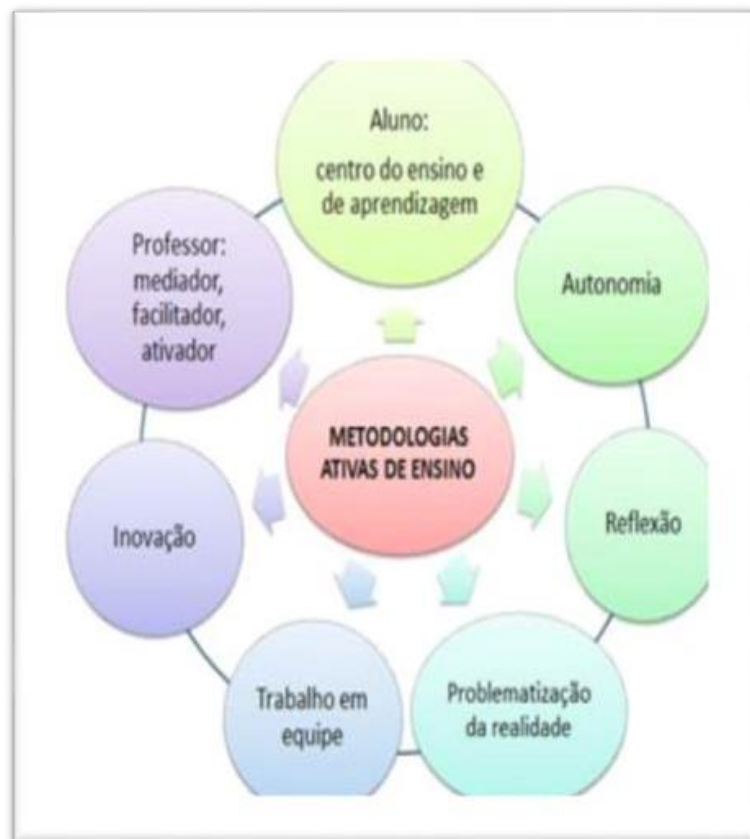 Aluno:
centro do ensino e
de aprendizagem
Autonomia
Reflexão
Problematização
da realidade
Trabalho em
equipe
Inovação
Professor:
mediador,
facilitador,
ativador
METODOLOGIAS
ATIVAS DE ENSINO